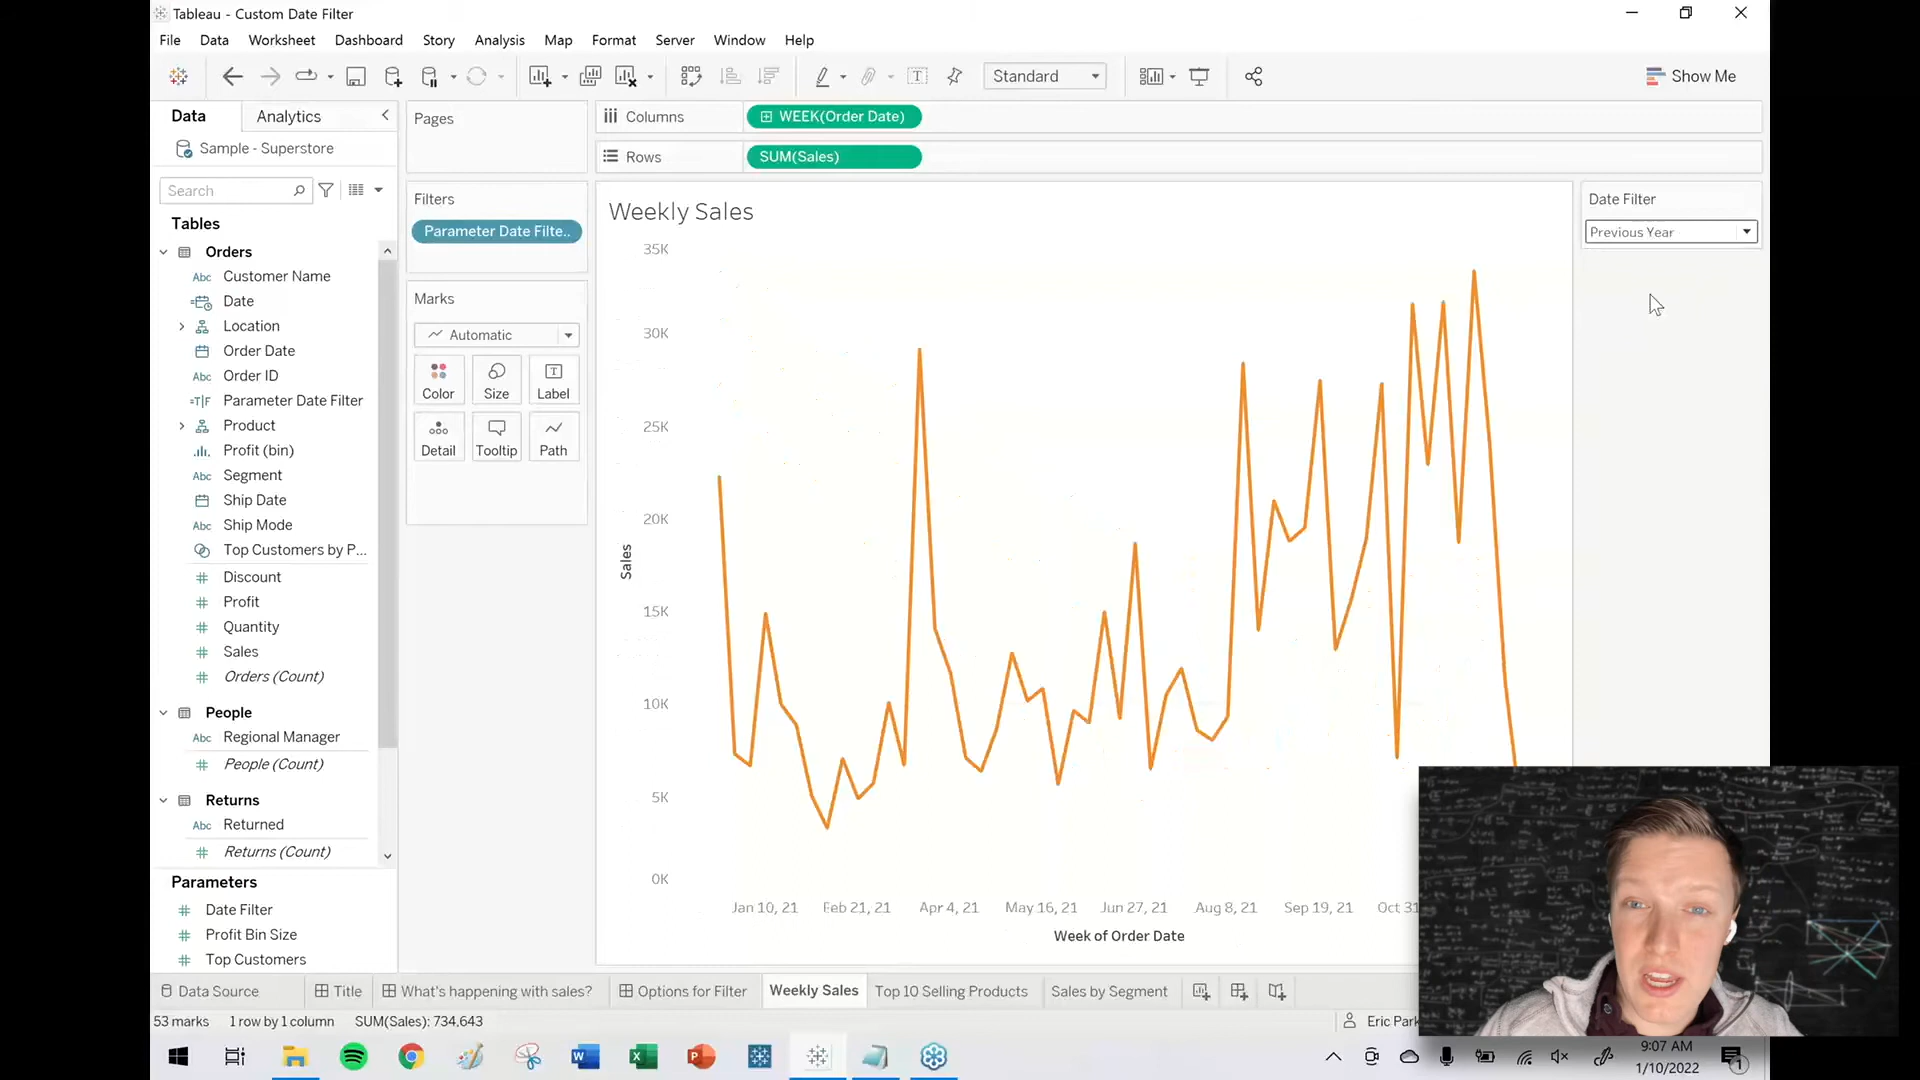 Tableau - Custom Date Filter
File Data Worksheet Dashboard Story Analysis Map Format Server Window Help
Standard
Show Me
Data Analytics
Sample - Superstore
Search
Tables
Orders
Abc Customer Name
Date
Location
Order Date
Abc Order ID
=T|F Parameter Date Filter
Product
Profit (bin)
Abc Segment
Ship Date
Abc Ship Mode
Top Customers by P...
# Discount
# Profit
# Quantity
# Sales
# Orders (Count)
People
Abc Regional Manager
# People (Count)
Returns
Abc Returned
# Returns (Count)
Parameters
# Date Filter
# Profit Bin Size
# Top Customers
Pages
Filters
Parameter Date Filte..
Marks
Automatic
Color Size Label
Detail Tooltip Path
Columns WEEK(Order Date)
Rows SUM(Sales)
Weekly Sales
35K
30K
25K
20K
15K
10K
5K
0K
Sales
Jan 10, 21 Feb 21, 21 Apr 4, 21 May 16, 21 Jun 27, 21 Aug 8, 21 Sep 19, 21 Oct 31
Week of Order Date
Date Filter
Previous Year
Data Source Title What's happening with sales? Options for Filter Weekly Sales Top 10 Selling Products Sales by Segment
53 marks 1 row by 1 column SUM(Sales): 734,643
Eric Park
9:07 AM
1/10/2022
1